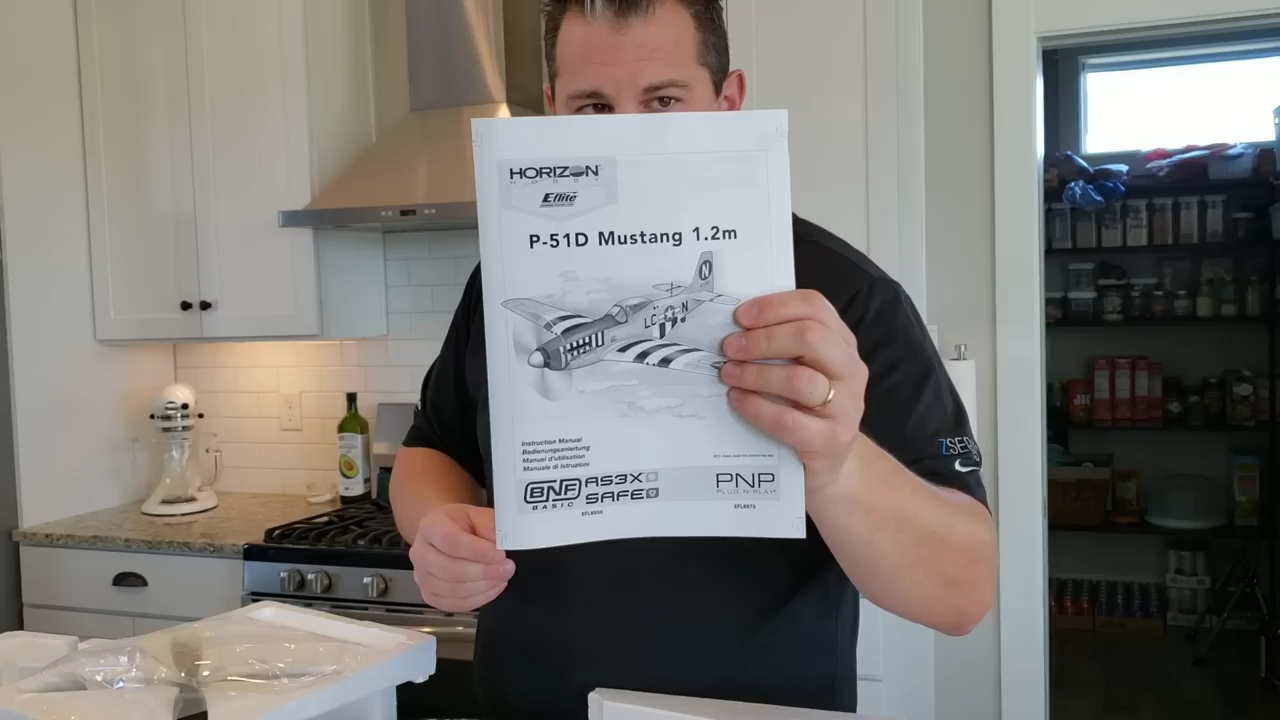 HORIZON
HOBBY
E-flite
P-51D Mustang 1.2m
N
LC N
Instruction Manual
Bedienungsanleitung
Manuel d'utilisation
Manuale di Istruzioni
BNF
BASIC
AS3X
SAFE
PNP
PLUG-N-PLAY
EFL8950
EFL8975
ZSER